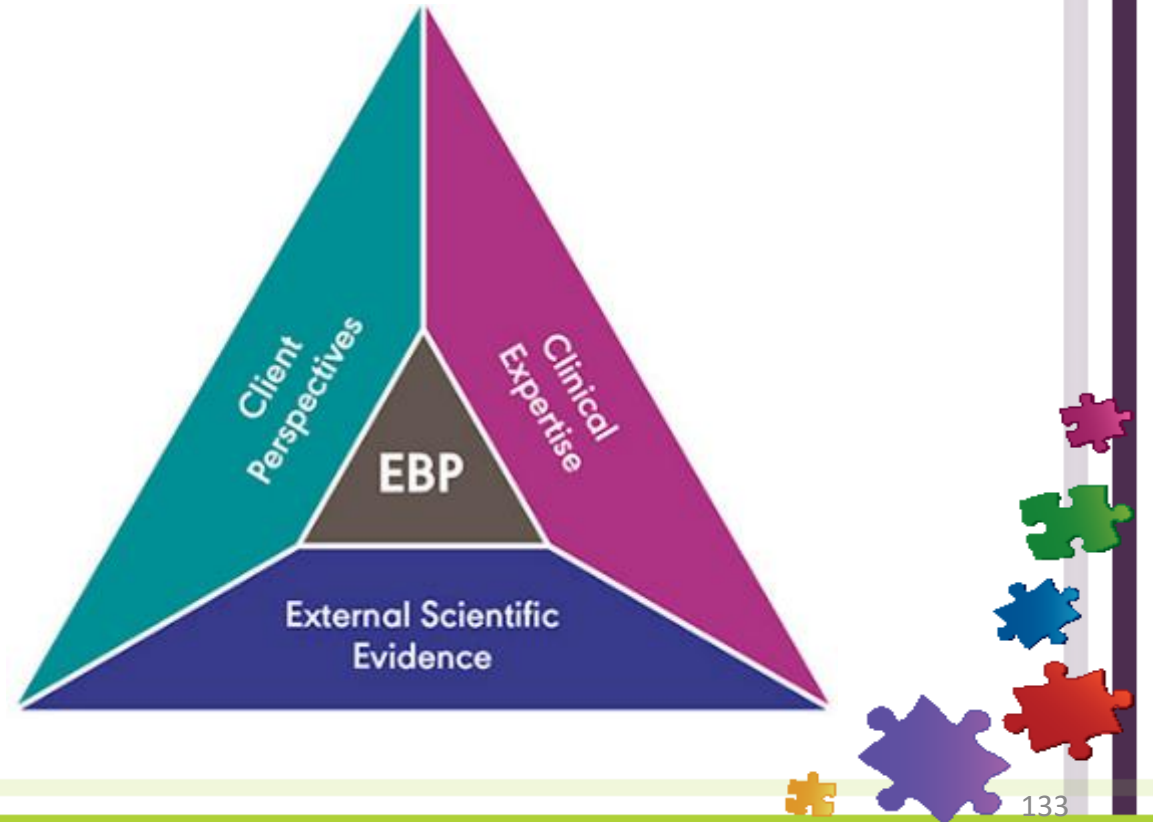 Client
Perspectives
Clinical
Expertise
EBP
External Scientific
Evidence
133